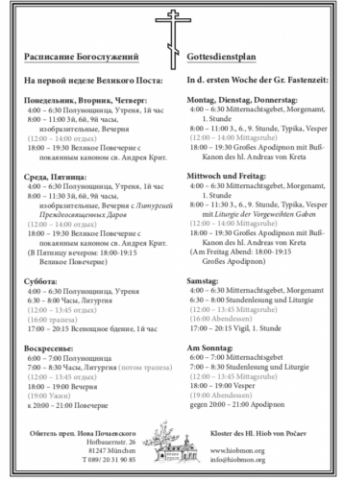 Расписание Богослужений
На первой неделе Великого Поста:
Понедельник, Вторник, Четверг:
4:00 – 6:30 Полунощница, Утреня, 1й час
8:00 – 11:00 3й, 6й, 9й часы,
изобразительные, Вечерня
(12:00 – 14:00 отдых)
18:00 – 19:30 Великое Повечерие с
покаянным каноном св. Андрея Крит.
Среда, Пятница:
4:00 – 6:30 Полунощница, Утреня, 1й час
8:00 – 11:30 3й, 6й, 9й часы,
изобразительные, Вечерня с Литургией
Преждеосвященных Даров
(12:00 – 14:00 отдых)
18:00 – 19:30 Великое Повечерие с
покаянным каноном св. Андрея Крит.
(В Пятницу вечером: 18:00-19:15
Великое Повечерие)
Суббота:
4:00 – 6:30 Полунощница, Утреня
6:30 – 8:00 Часы, Литургия
(12:00 – 13:45 отдых)
(16:00 трапеза)
17:00 – 20:15 Всенощное бдение, 1й час
Воскресенье:
6:00 – 7:00 Полунощница
7:00 – 8:30 Часы, Литургия (потом трапеза)
(12:00 – 13:45 отдых)
18:00 – 19:00 Вечерня
(19:00 Ужин)
к 20:00 – 21:00 Повечерие
Gottesdienstplan
In d. ersten Woche der Gr. Fastenzeit:
Montag, Dienstag, Donnerstag:
4:00 – 6:30 Mitternachtsgebet, Morgenamt,
1. Stunde
8:00 – 11:00 3., 6., 9. Stunde, Typika, Vesper
(12:00 – 14:00 Mittagsruhe)
18:00 – 19:30 Großes Apodipnon mit Buß-
Kanon des hl. Andreas von Kreta
Mittwoch und Freitag:
4:00 – 6:30 Mitternachtsgebet, Morgenamt,
1. Stunde
8:00 – 11:30 3., 6., 9. Stunde, Typika, Vesper
mit Liturgie der Vorgeweihten Gaben
(12:00 – 14:00 Mittagsruhe)
18:00 – 19:30 Großes Apodipnon mit Buß-
Kanon des hl. Andreas von Kreta
(Am Freitag Abend: 18:00-19:15
Großes Apodipnon)
Samstag:
4:00 – 6:30 Mitternachtsgebet, Morgenamt
6:30 – 8:00 Stundenlesung und Liturgie
(12:00 – 13:45 Mittagsruhe)
(16:00 Abendessen)
17:00 – 20:15 Vigil, 1. Stunde
Am Sonntag:
6:00 – 7:00 Mitternachtsgebet
7:00 – 8:30 Stundenlesung und Liturgie
(12:00 – 13:45 Mittagsruhe)
18:00 – 19:00 Vesper
(19:00 Abendessen)
gegen 20:00 – 21:00 Apodipnon
Обитель преп. Иова Почаевского
Hofbauernstr. 26
81247 München
T 089/ 20 31 90 85
Kloster des Hl. Hiob von Počaev
www.hiobmon.org
info@hiobmon.org